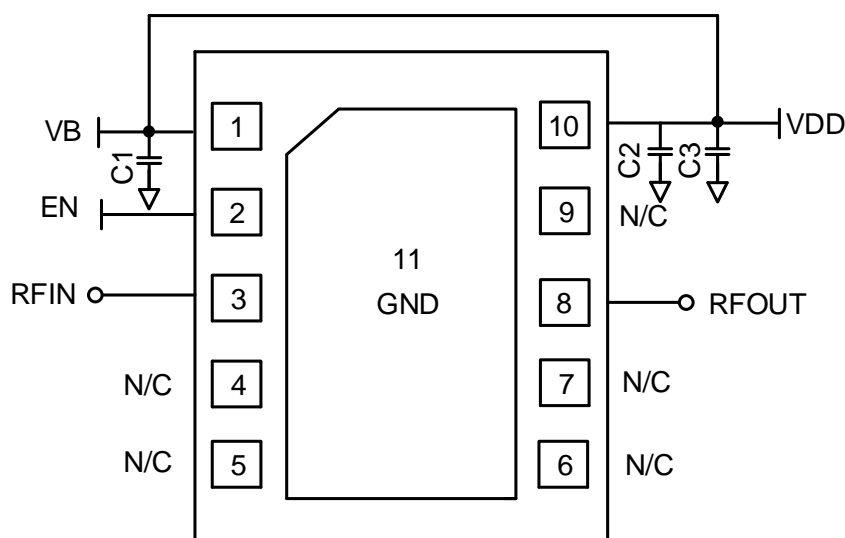 VB
C1
1
EN
2
RFIN
3
N/C
4
N/C
5
11
GND
10
VDD
C2
C3
9
N/C
8
RFOUT
7
N/C
6
N/C